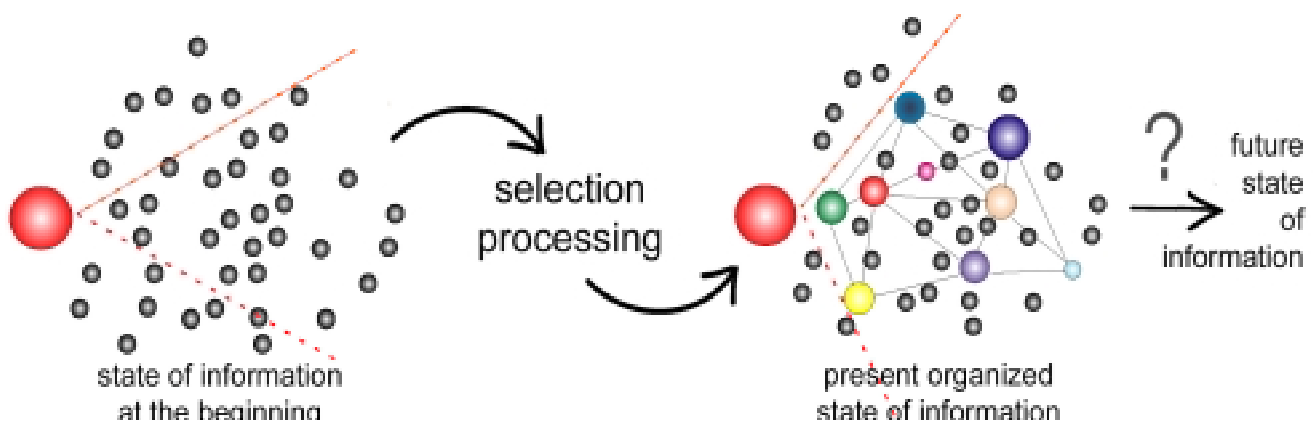 state of information
at the beginning
selection
processing
present organized
state of information
?
future
state
of
information